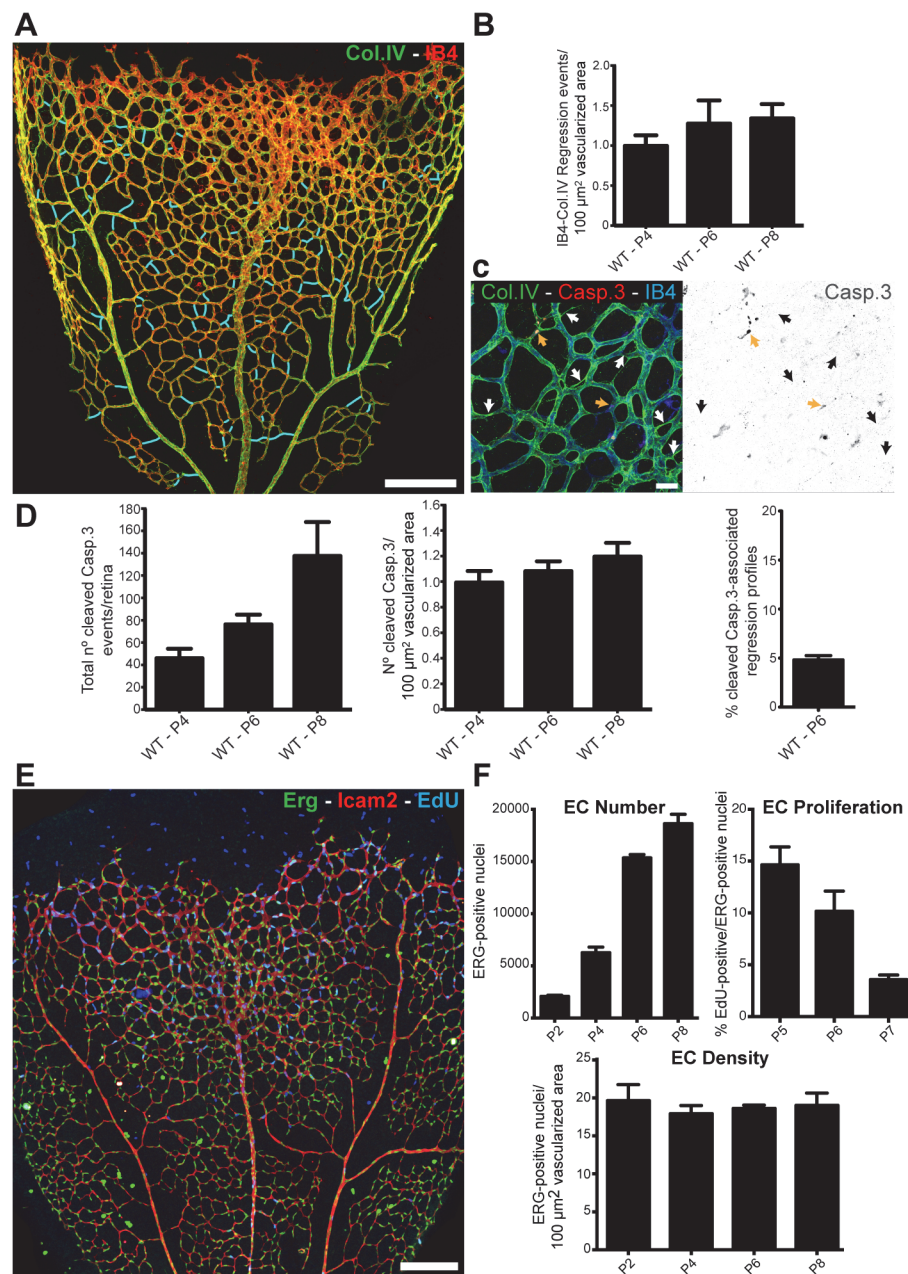 A
Col.IV - IB4
B
IB4-Col.IV Regression events/
100 µm² vascularized area
2.0
1.5
1.0
0.5
0
WT - P4
WT - P6
WT - P8
C
Col.IV - Casp.3 - IB4
Casp.3
D
Total nº cleaved Casp.3
events/retina
180
160
140
120
100
80
60
40
20
0
WT - P4
WT - P6
WT - P8
Nº cleaved Casp.3/
100 µm² vascularized area
1.6
1.4
1.2
1.0
0.8
0.6
0.4
0.2
0
WT - P4
WT - P6
WT - P8
% cleaved Casp.3-associated
regression profiles
20
15
10
5
0
WT - P6
E
Erg - Icam2 - EdU
F
EC Number
ERG-positive nuclei
20000
15000
10000
5000
0
P2
P4
P6
P8
EC Proliferation
% EdU-positive/ERG-positive nuclei
20
15
10
5
0
P5
P6
P7
EC Density
ERG-positive nuclei/
100 µm² vascularized area
25
20
15
10
5
0
P2
P4
P6
P8